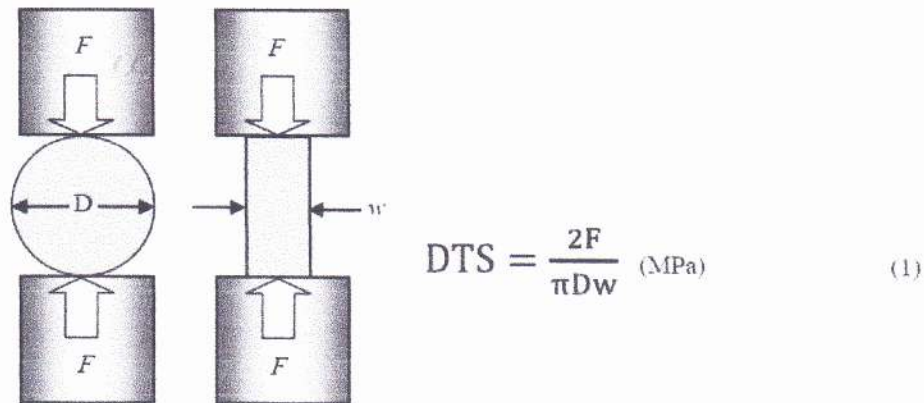 F F
D w
DTS = 2F / πDw (MPa) (1)
F F